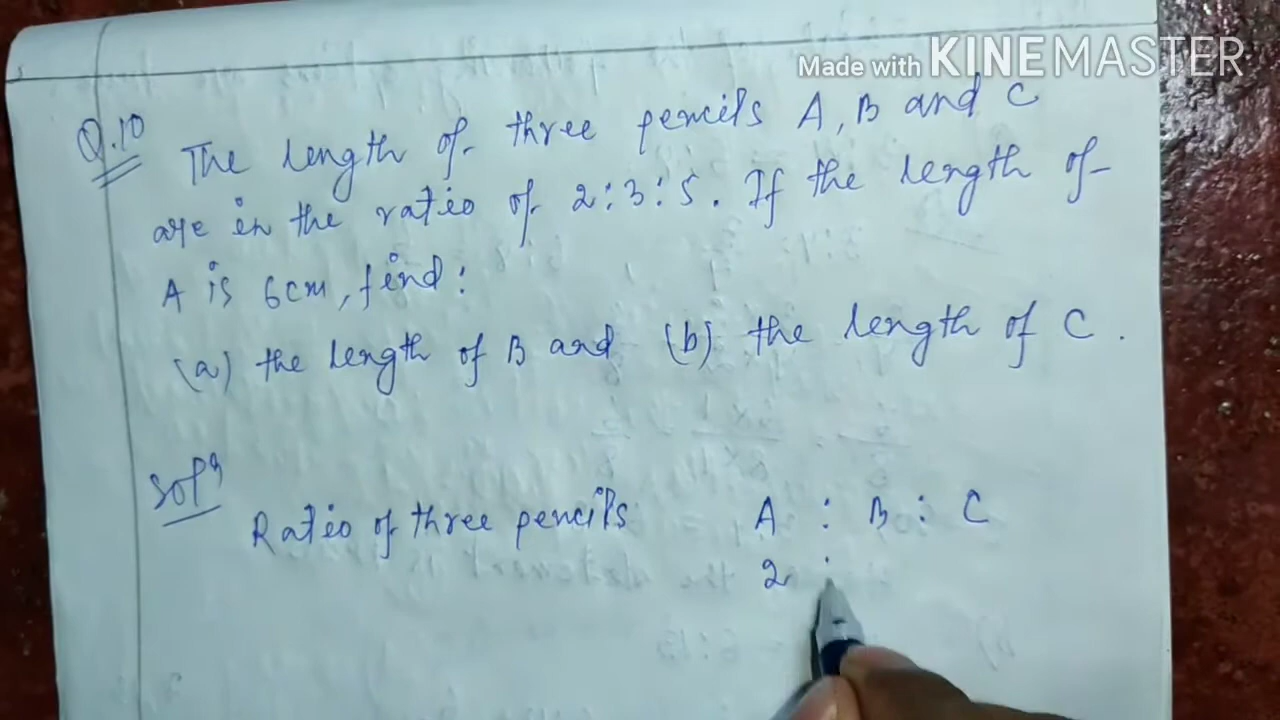 Made with KINEMASTER
Q.10 The length of three pencils A, B and C
are in the ratio of 2:3:5. If the length of
A is 6cm, find:
(a) the length of B and (b) the length of C.
Solⁿ
Ratio of three pencils A : B : C
2 :